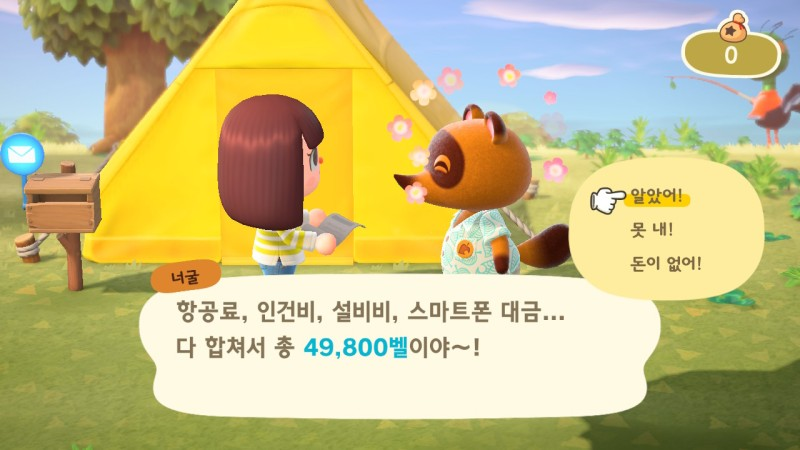 0
알았어!
못 내!
돈이 없어!
너굴
항공료, 인건비, 설비비, 스마트폰 대금...
다 합쳐서 총 49,800벨이야~!